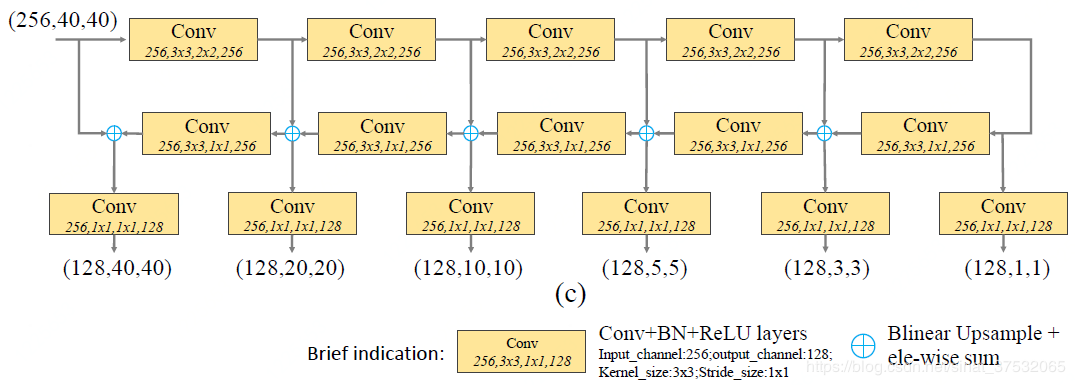 (256,40,40)
Conv
256,3x3,2x2,256
Conv
256,3x3,2x2,256
Conv
256,3x3,2x2,256
Conv
256,3x3,2x2,256
Conv
256,3x3,2x2,256
Conv
256,3x3,1x1,256
Conv
256,3x3,1x1,256
Conv
256,3x3,1x1,256
Conv
256,3x3,1x1,256
Conv
256,3x3,1x1,256
Conv
256,1x1,1x1,128
Conv
256,1x1,1x1,128
Conv
256,1x1,1x1,128
Conv
256,1x1,1x1,128
Conv
256,1x1,1x1,128
Conv
256,1x1,1x1,128
(128,40,40)
(128,20,20)
(128,10,10)
(128,5,5)
(128,3,3)
(128,1,1)
(c)
Brief indication:
Conv
256,3x3,1x1,128
Conv+BN+ReLU layers
Input_channel:256;output_channel:128;
Kernel_size:3x3;Stride_size:1x1
Blinear Upsample +
ele-wise sum